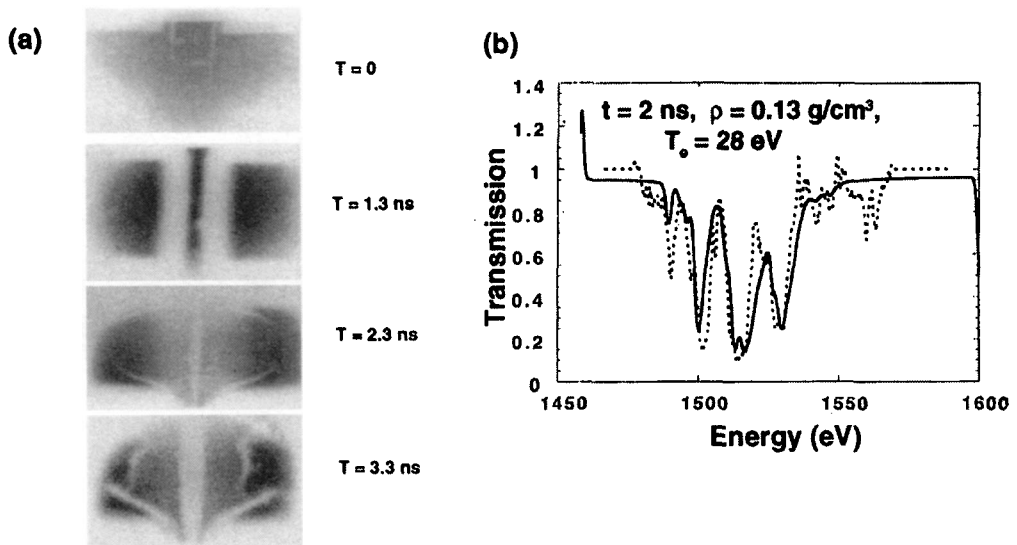 (a)
T = 0
T = 1.3 ns
T = 2.3 ns
T = 3.3 ns
(b)
t = 2 ns, ρ = 0.13 g/cm³,
Tₑ = 28 eV
Transmission
1.4
1.2
1
0.8
0.6
0.4
0.2
0
1450
1500
1550
1600
Energy (eV)